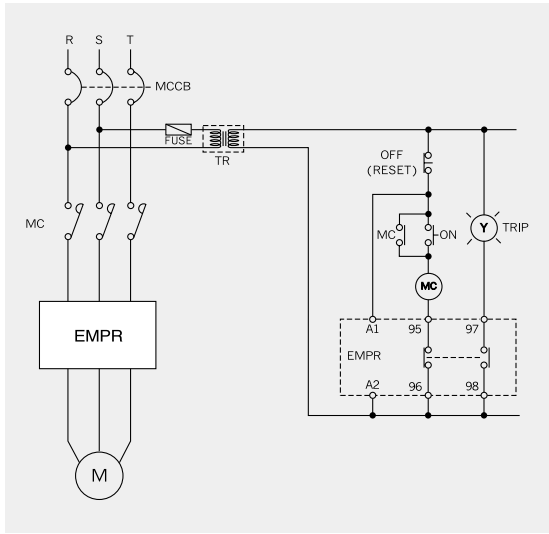 R S T
MCCB
FUSE
TR
OFF
(RESET)
MC
MC
ON
Y
TRIP
MC
A1
95
97
EMPR
EMPR
A2
96
98
M